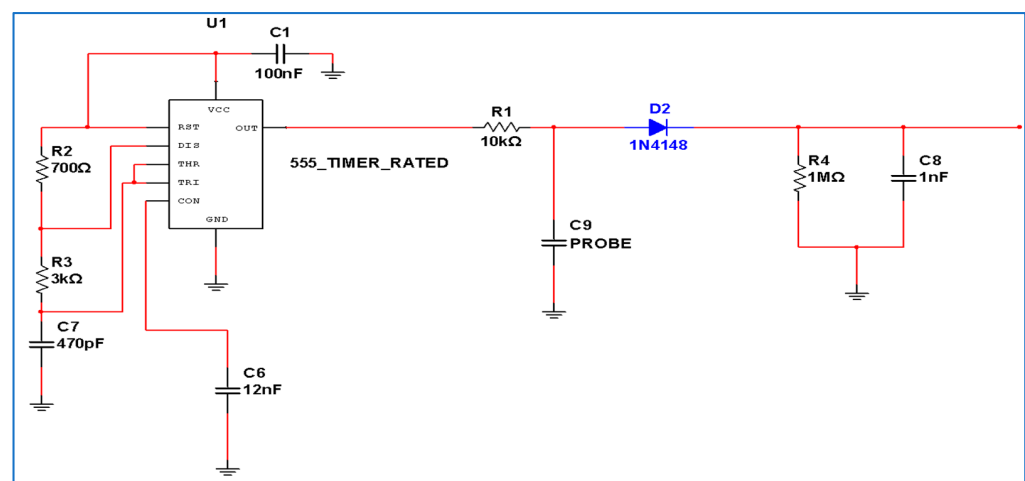 U1
C1
100nF
VCC
RST
OUT
DIS
THR
TRI
CON
GND
555_TIMER_RATED
R2
700Ω
R3
3kΩ
C7
470pF
C6
12nF
R1
10kΩ
C9
PROBE
D2
1N4148
R4
1MΩ
C8
1nF